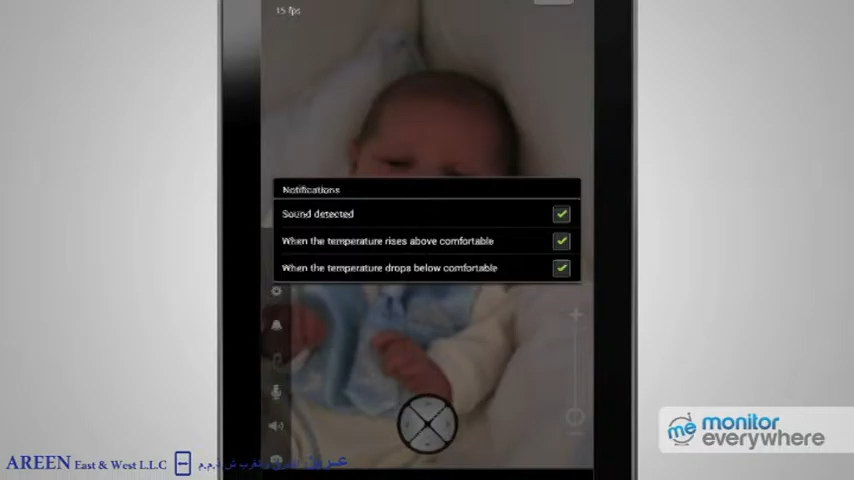 15 fps
Notifications
Sound detected
When the temperature rises above comfortable
When the temperature drops below comfortable
me monitor
everywhere
AREEN East & West L.L.C